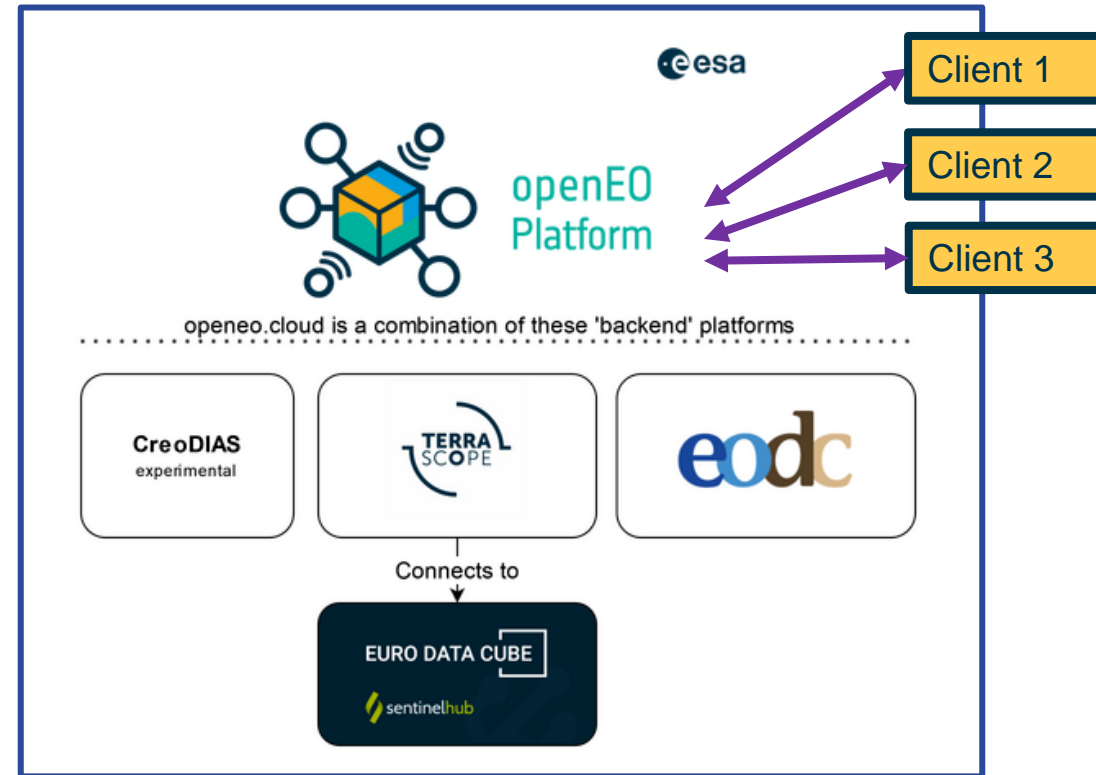 esa
Client 1
Client 2
Client 3
openEO
Platform
openeo.cloud is a combination of these 'backend' platforms
CreoDIAS
experimental
TERRA
SCOPE
eodc
Connects to
EURO DATA CUBE
sentinelhub